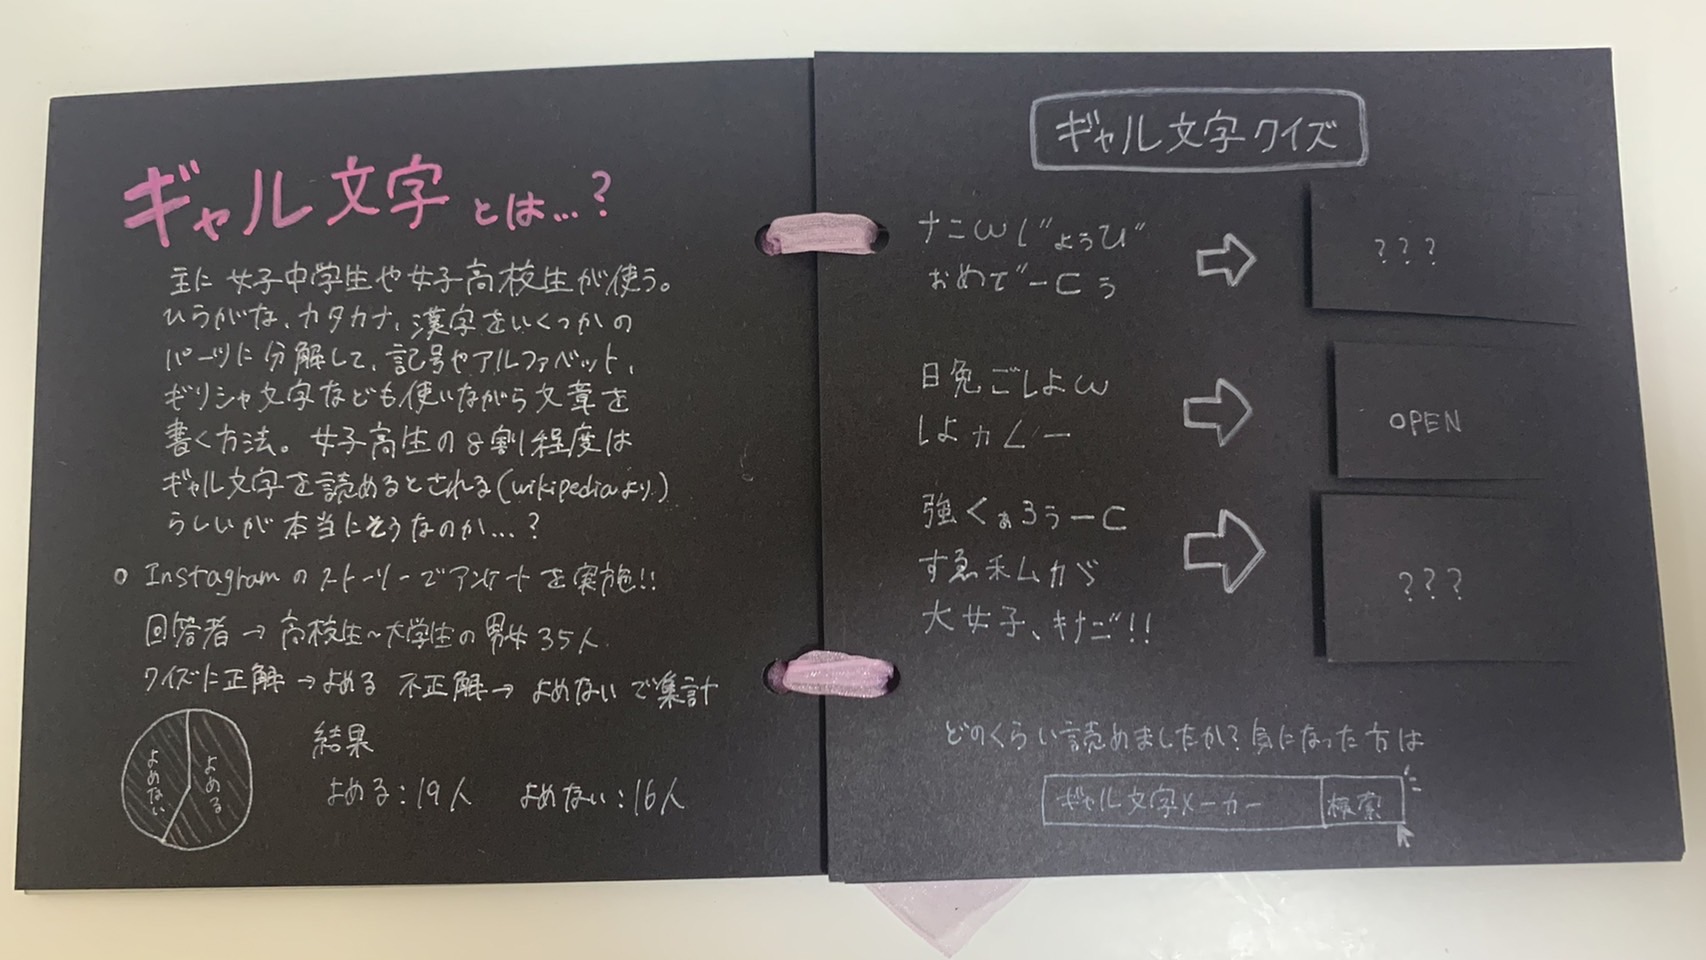 ギャル文字とは…?
主に女子中学生や女子高校生が使う。
ひらがな、カタカナ、漢字をいくつかの
パーツに分解して、記号やアルファベット、
ギリシャ文字なども使いながら文章を
書く方法。女子高生の8割程度は
ギャル文字を読めるとされる(wikipediaより)
らしいが本当にそうなのか…?
○ Instagramのストーリーでアンケートを実施!!
回答者→高校生~大学生の男女35人
クイズに正解→よめる 不正解→よめないで集計
よめない
よめる
結果
よめる:19人 よめない:16人
ギャル文字クイズ
ナニωι゛ょぅひ゛
おめで゛ーC う
???
日免ごしよω
しよカ∠゛ー
OPEN
強くぁ3ぅーC
すゑ禾ムカヾ
大女子、キナご!!
???
どのくらい読めましたか?気になった方は
ギャル文字メーカー 検索